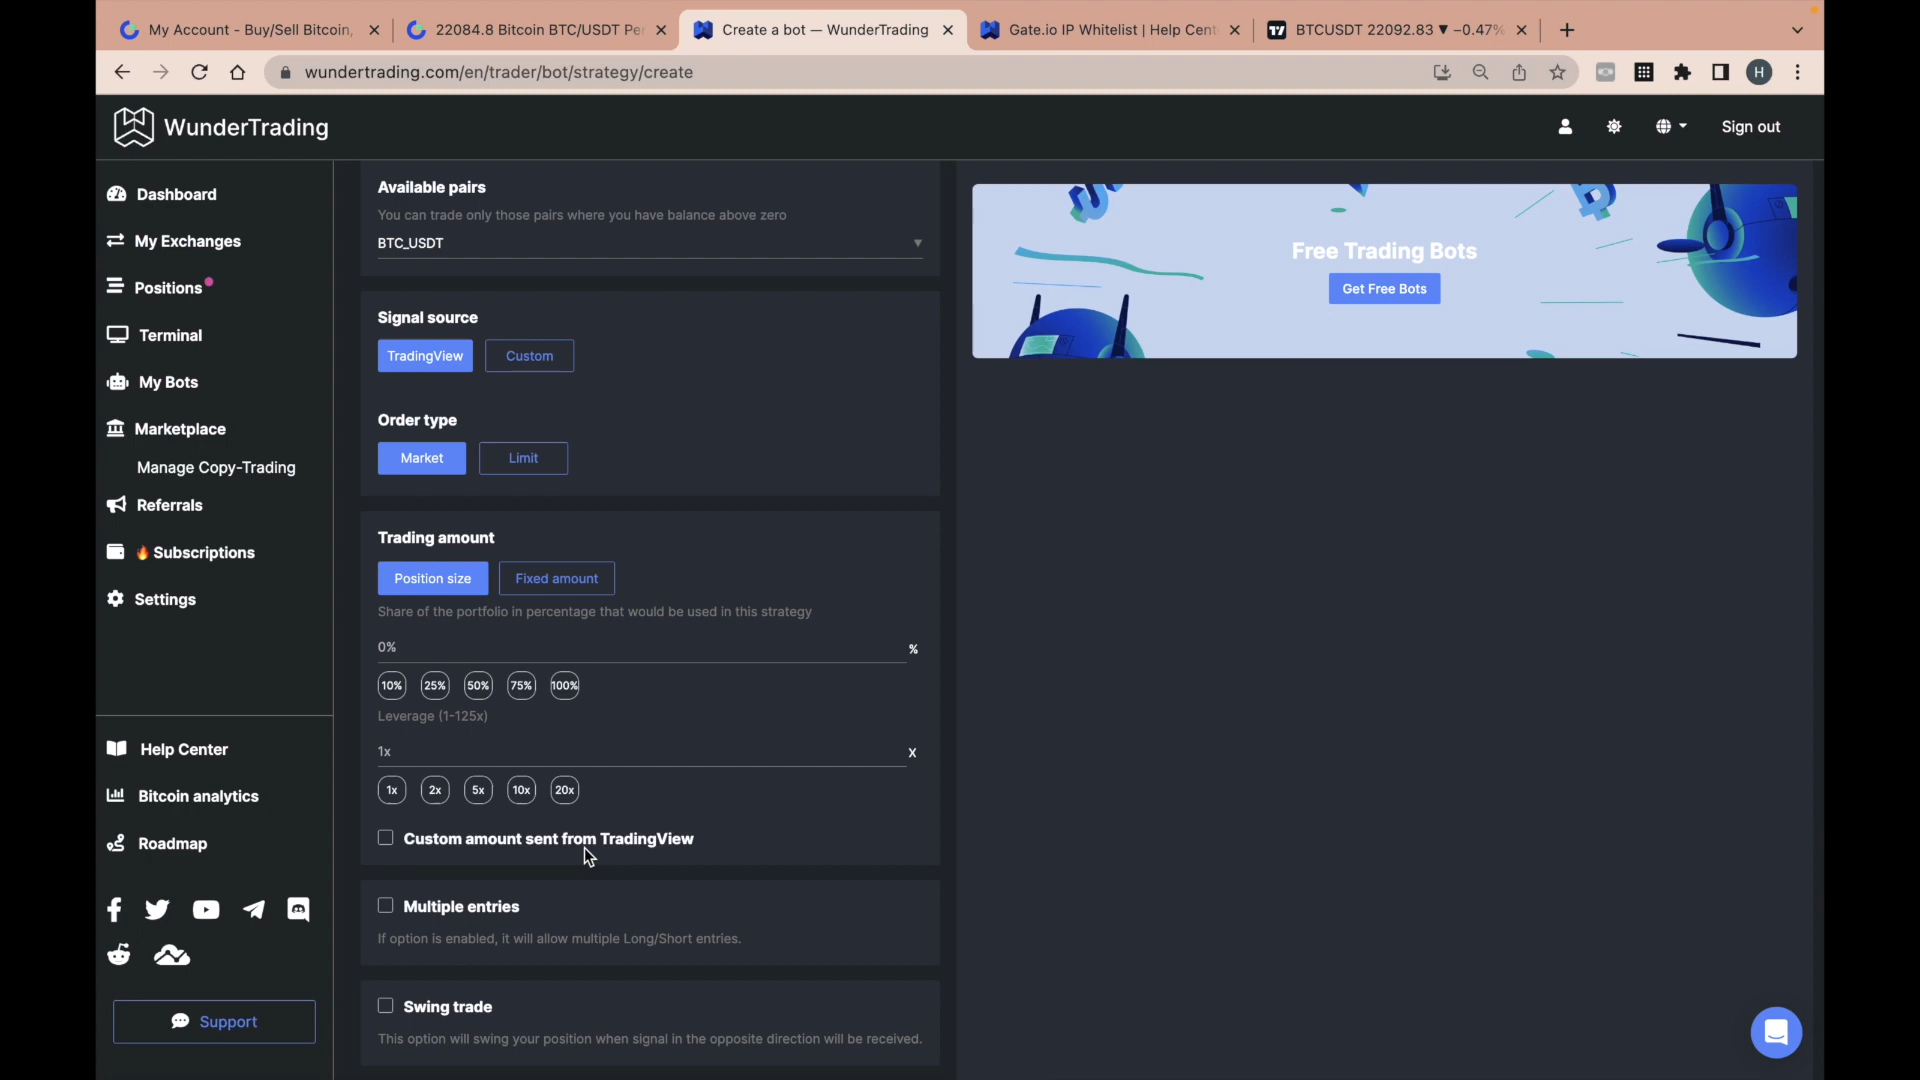 My Account - Buy/Sell Bitcoin,
22084.8 Bitcoin BTC/USDT Pe
Create a bot — WunderTrading
Gate.io IP Whitelist | Help Cent
BTCUSDT 22092.83 ▼ −0.47%
wundertrading.com/en/trader/bot/strategy/create
H
WunderTrading
Sign out
Dashboard
My Exchanges
Positions
Terminal
My Bots
Marketplace
Manage Copy-Trading
Referrals
Subscriptions
Settings
Help Center
Bitcoin analytics
Roadmap
Support
Available pairs
You can trade only those pairs where you have balance above zero
BTC_USDT
Signal source
TradingView Custom
Order type
Market Limit
Trading amount
Position size Fixed amount
Share of the portfolio in percentage that would be used in this strategy
0% %
10% 25% 50% 75% 100%
Leverage (1-125x)
1x X
1x 2x 5x 10x 20x
Custom amount sent from TradingView
Multiple entries
If option is enabled, it will allow multiple Long/Short entries.
Swing trade
This option will swing your position when signal in the opposite direction will be received.
Free Trading Bots
Get Free Bots